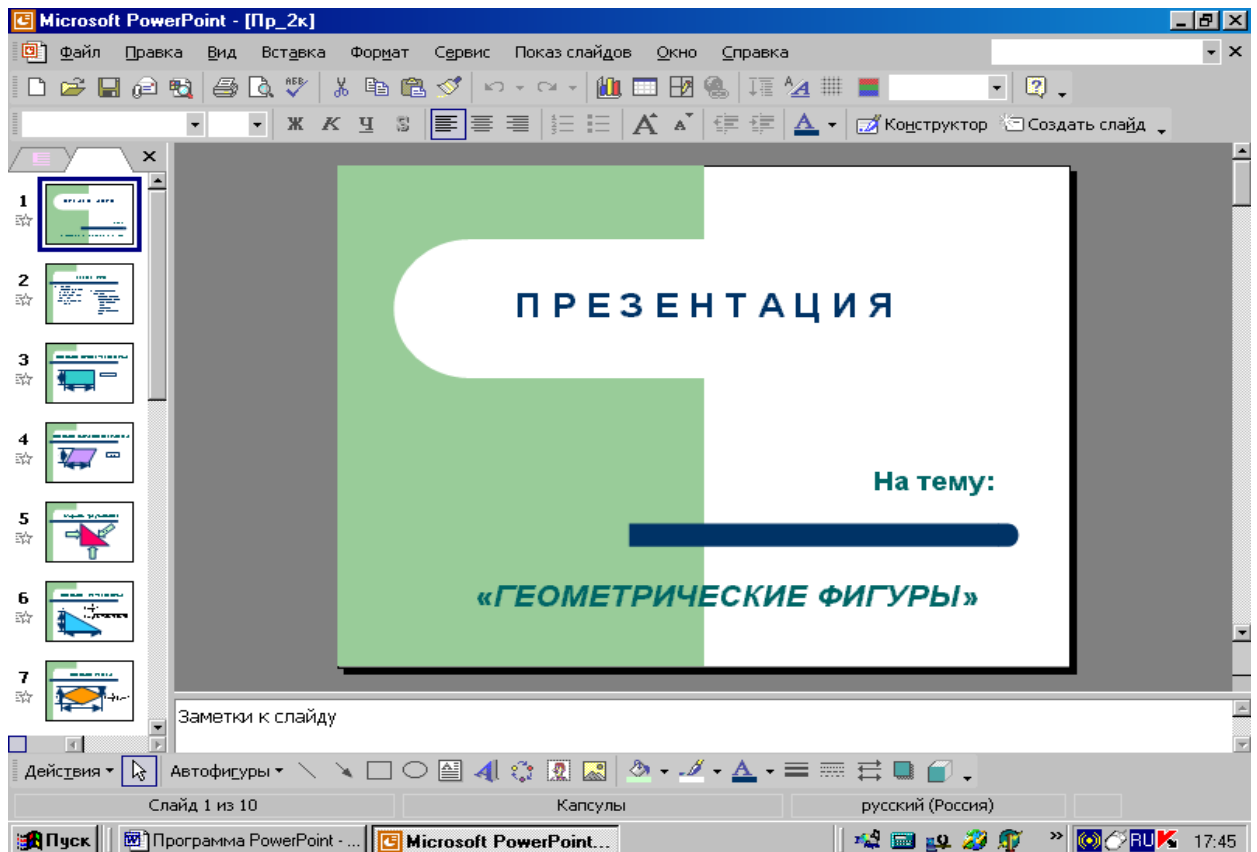 Microsoft PowerPoint - [Пр_2к]
Файл Правка Вид Вставка Формат Сервис Показ слайдов Окно Справка
Ж К Ч S Конструктор Создать слайд
1
2
3
4
5
6
7
П Р Е З Е Н Т А Ц И Я
На тему:
«ГЕОМЕТРИЧЕСКИЕ ФИГУРЫ»
Заметки к слайду
Действия Автофигуры
Слайд 1 из 10 Капсулы русский (Россия)
Пуск Программа PowerPoint - ... Microsoft PowerPoint... » RU 17:45